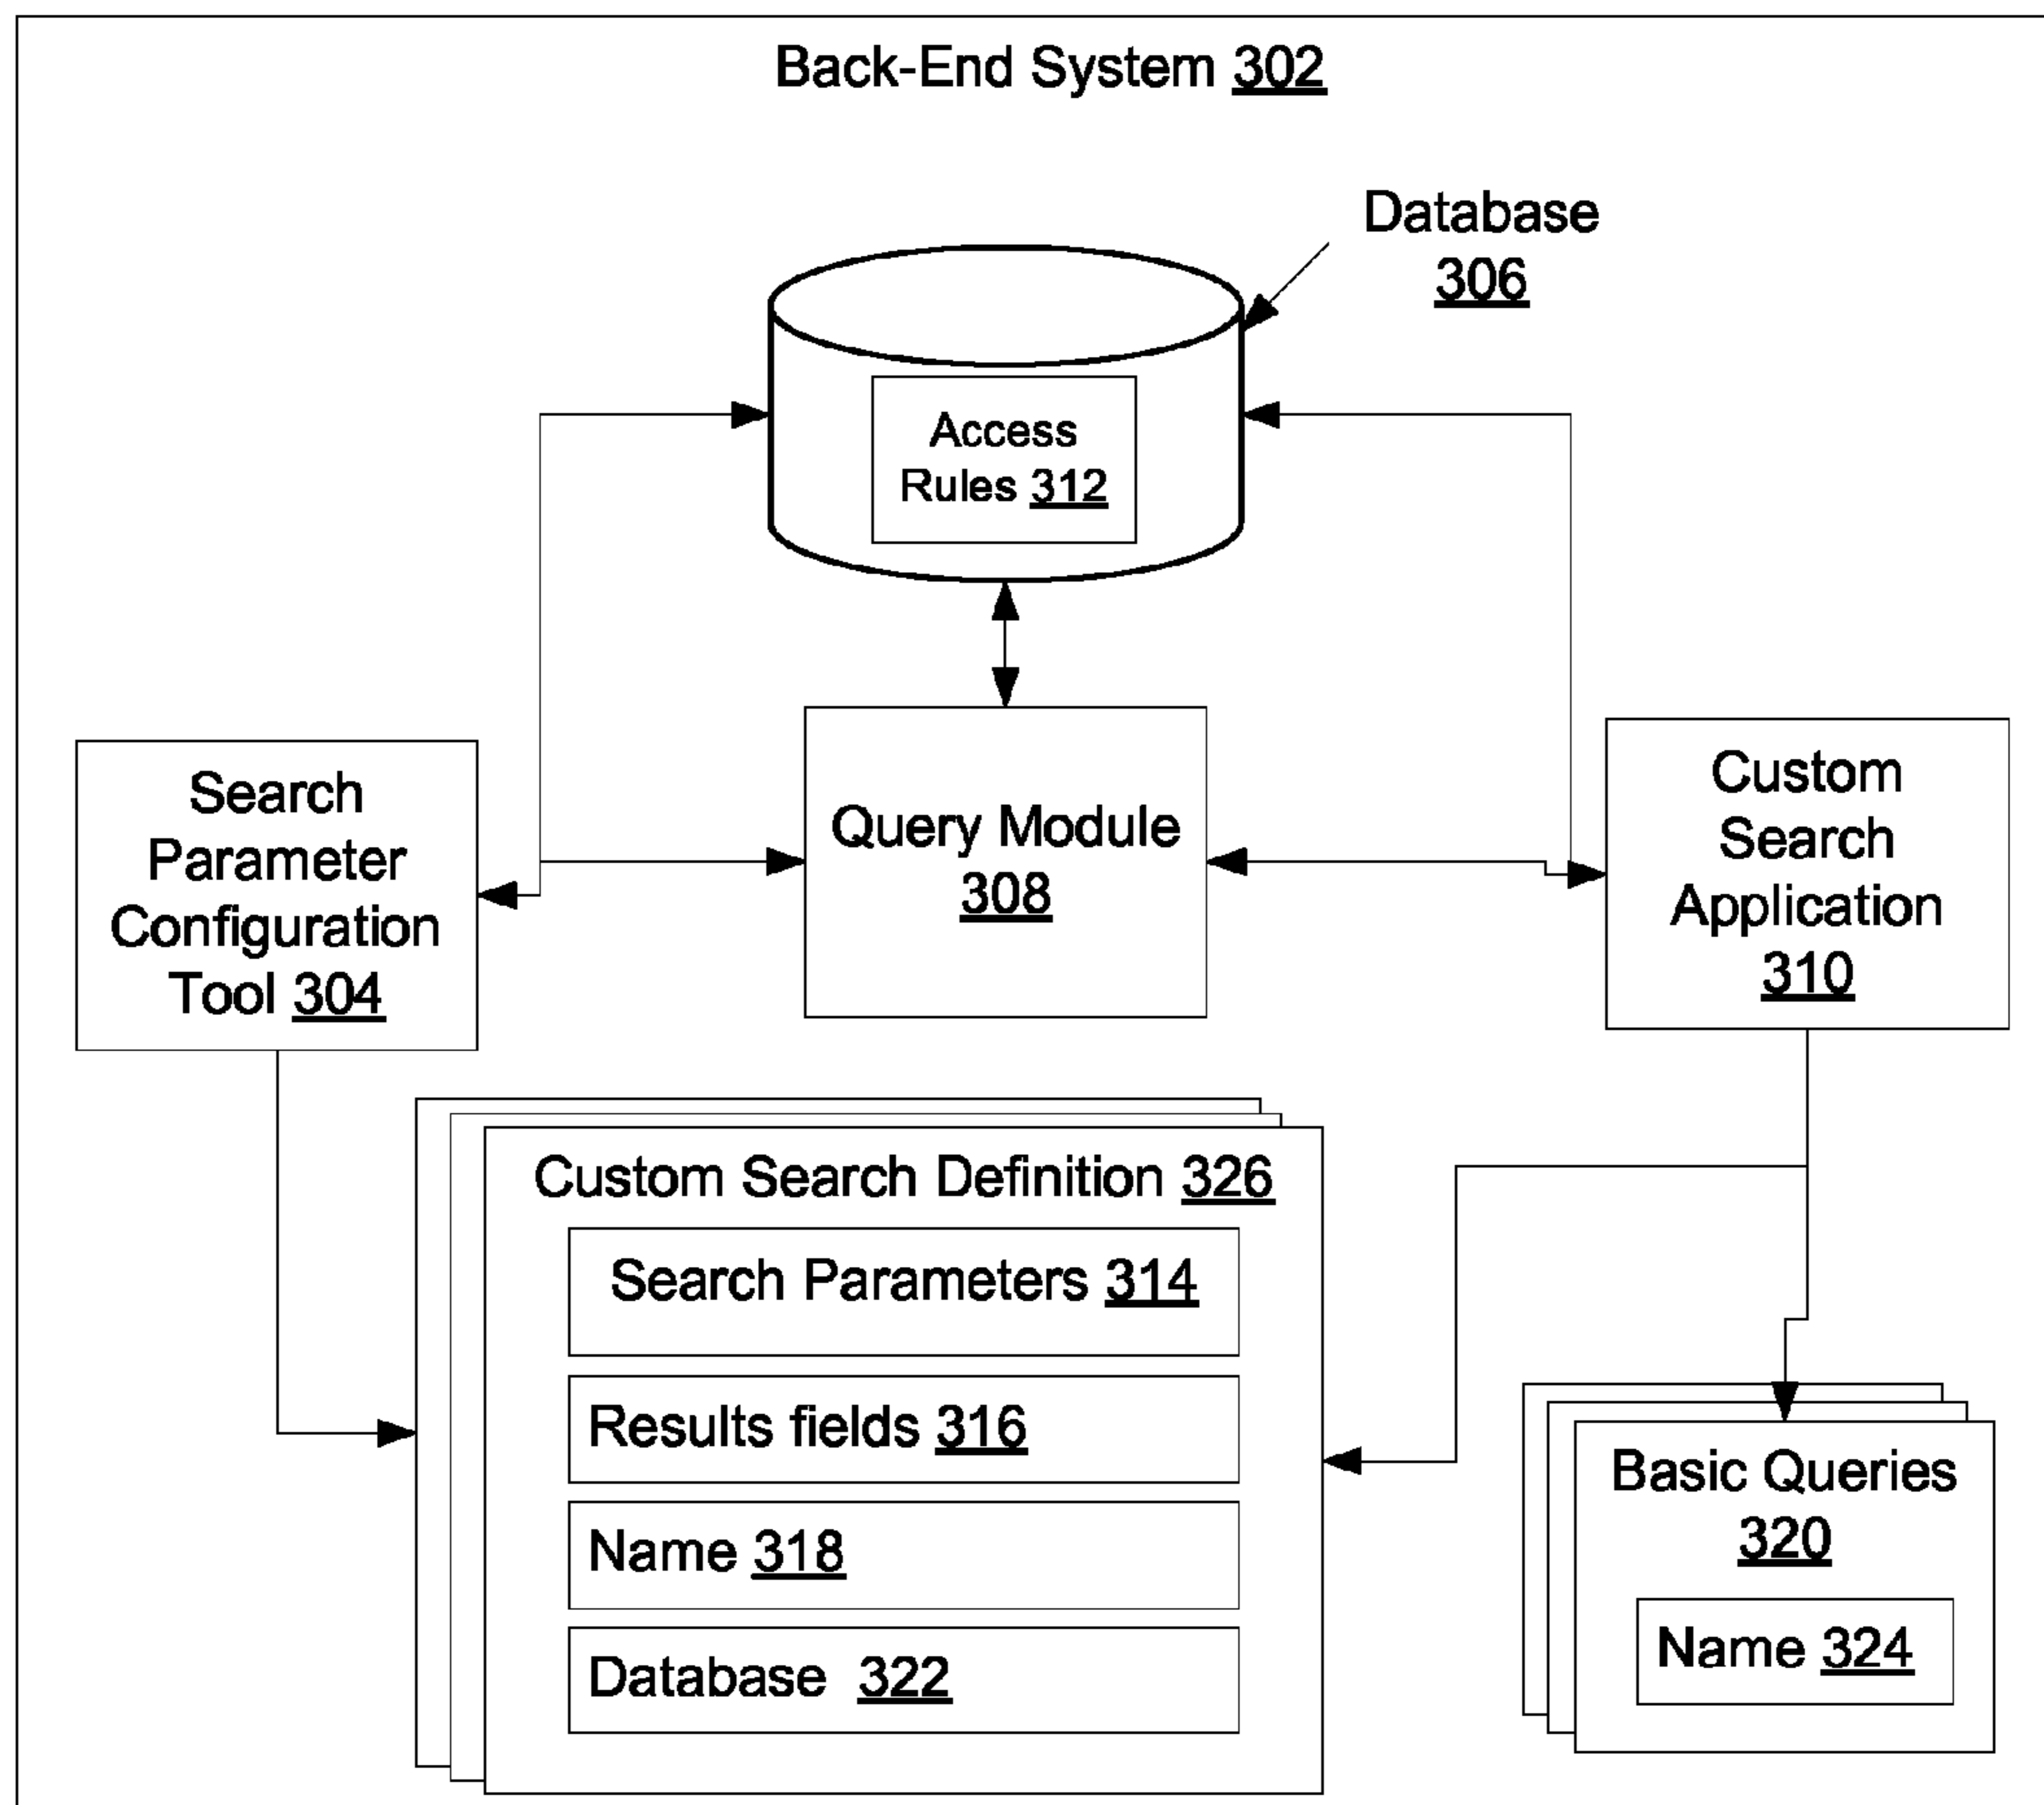 Back-End System 302
Database
306
Access
Rules 312
Search
Parameter
Configuration
Tool 304
Query Module
308
Custom
Search
Application
310
Custom Search Definition 326
Search Parameters 314
Results fields 316
Name 318
Database 322
Basic Queries
320
Name 324